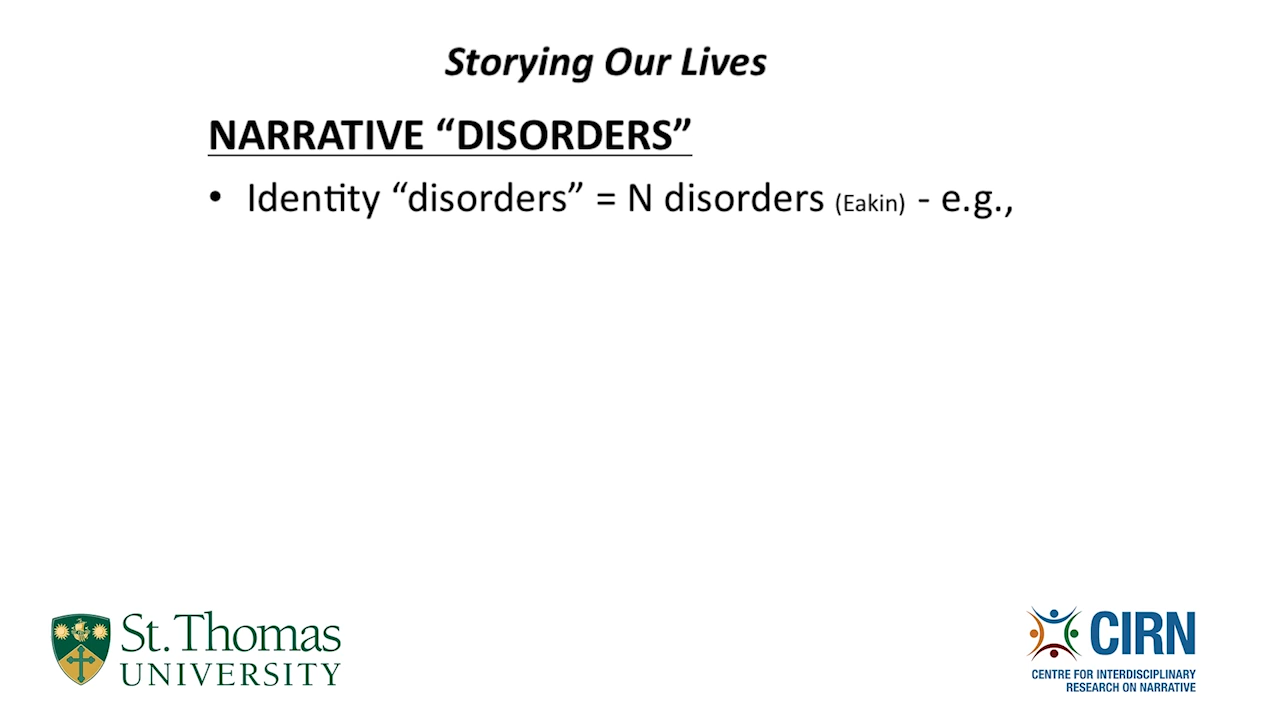 Storying Our Lives
NARRATIVE “DISORDERS”
• Identity “disorders” = N disorders (Eakin) - e.g.,
St. Thomas
UNIVERSITY
CIRN
CENTRE FOR INTERDISCIPLINARY
RESEARCH ON NARRATIVE